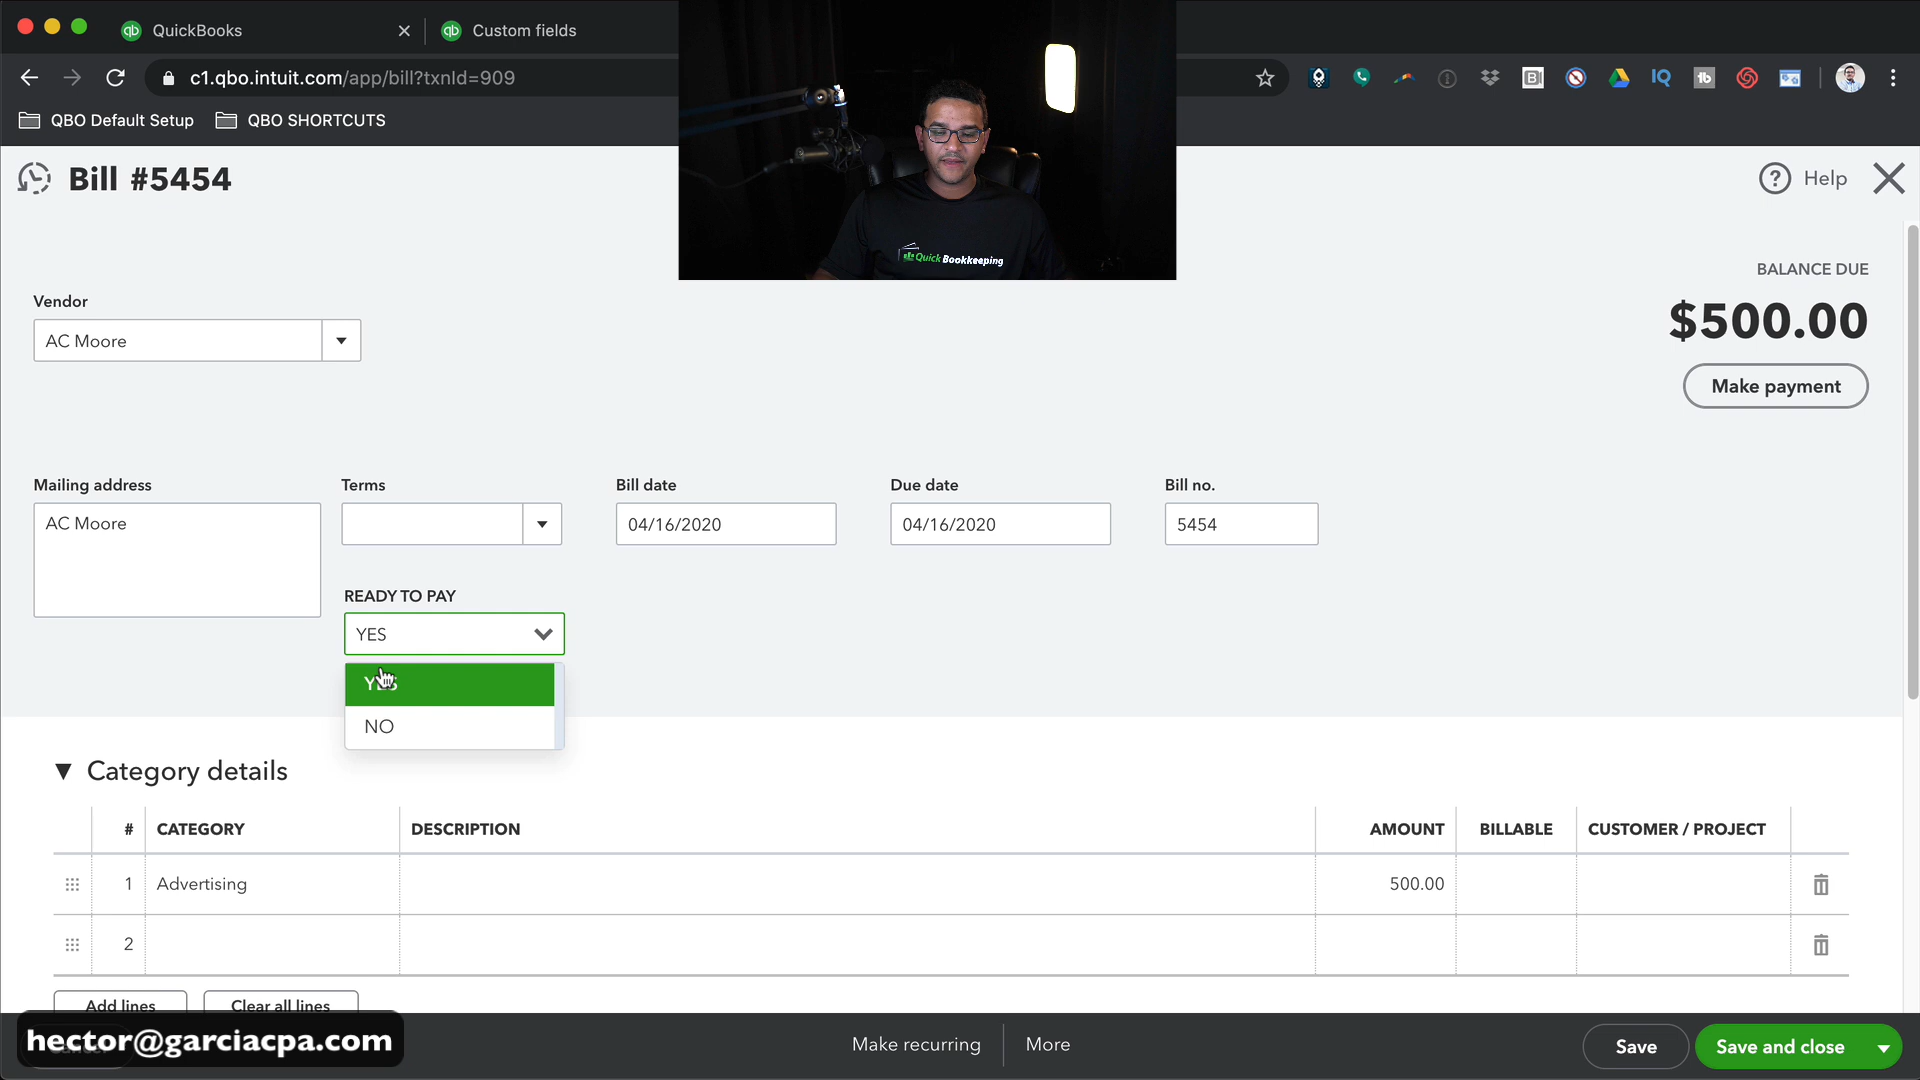 QuickBooks
Custom fields
c1.qbo.intuit.com/app/bill?txnId=909
QBO Default Setup
QBO SHORTCUTS
Bill #5454
Help
Quick Bookkeeping
BALANCE DUE
$500.00
Make payment
Vendor
AC Moore
Mailing address
AC Moore
Terms
Bill date
04/16/2020
Due date
04/16/2020
Bill no.
5454
READY TO PAY
YES
YES
NO
Category details
# CATEGORY DESCRIPTION AMOUNT BILLABLE CUSTOMER / PROJECT
1 Advertising 500.00
2
Add lines
Clear all lines
hector@garciacpa.com
Make recurring
More
Save
Save and close